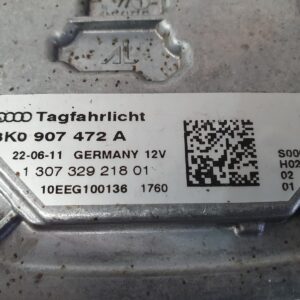 Tagfahrlicht
8K0 907 472 A
22-06-11 GERMANY 12V
1 307 329 218 01
10EEG100136 1760
S00
H02
02
01